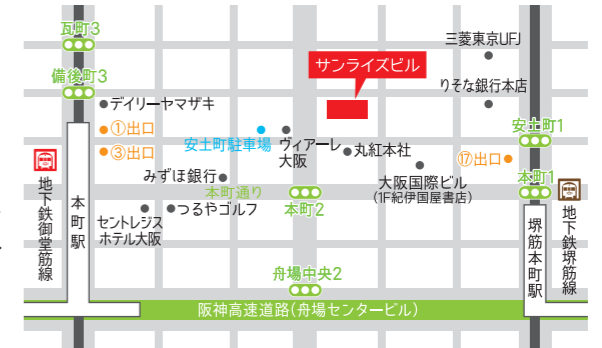 瓦町3
三菱東京UFJ
サンライズビル
備後町3
りそな銀行本店
デイリーヤマザキ
①出口
安土町1
安土町駐車場
ヴィアーレ
大阪
丸紅本社
③出口
⑰出口
みずほ銀行
大阪国際ビル
(1F紀伊国屋書店)
本町1
本町通り
本町2
つるやゴルフ
セントレジス
ホテル大阪
地下鉄御堂筋線
本町駅
堺筋本町駅
地下鉄堺筋線
舟場中央2
阪神高速道路(舟場センタービル)